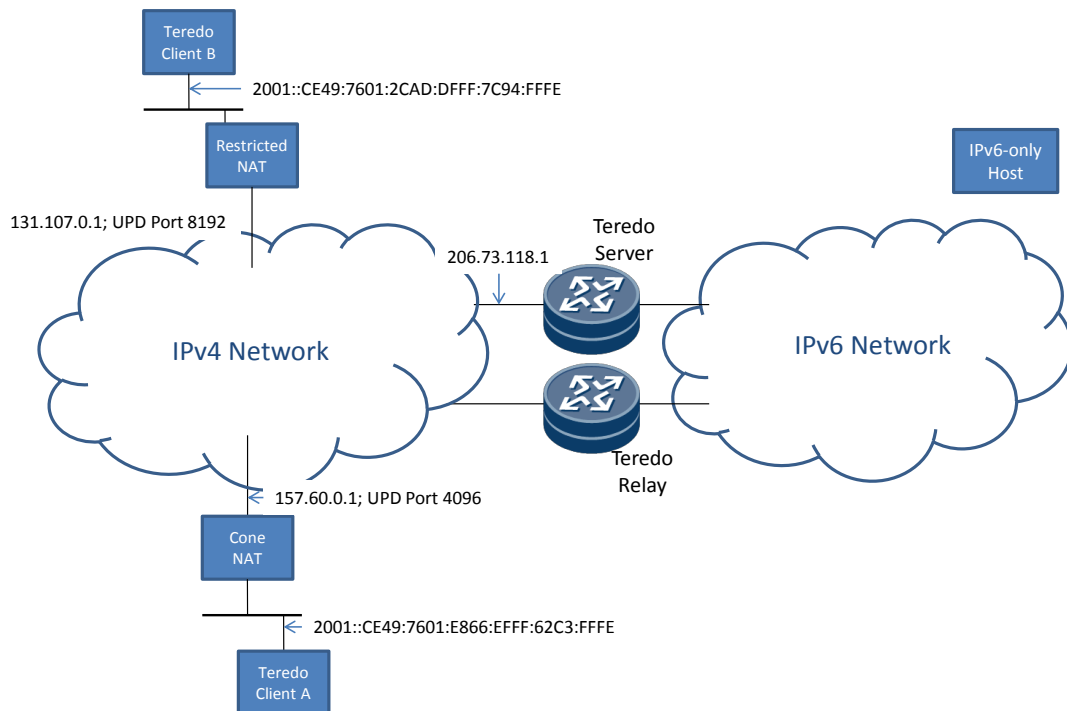 Teredo
Client B
2001::CE49:7601:2CAD:DFFF:7C94:FFFE
Restricted
NAT
IPv6-only
Host
131.107.0.1; UPD Port 8192
Teredo
Server
206.73.118.1
IPv4 Network
IPv6 Network
Teredo
Relay
157.60.0.1; UPD Port 4096
Cone
NAT
2001::CE49:7601:E866:EFFF:62C3:FFFE
Teredo
Client A